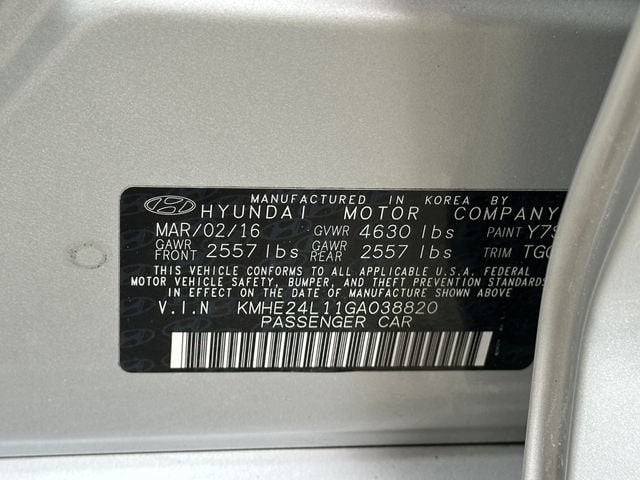 MANUFACTURED IN KOREA BY
HYUNDAI MOTOR COMPANY
MAR/02/16 GVWR 4630 lbs PAINT
GAWR FRONT 2557 lbs GAWR REAR 2557 lbs TRIM
THIS VEHICLE CONFORMS TO ALL APPLICABLE U.S.A. FEDERAL
MOTOR VEHICLE SAFETY, BUMPER, AND THEFT PREVENTION STANDARDS
IN EFFECT ON THE DATE OF MANUFACTURE SHOWN ABOVE.
V.I.N KMHE24L11GA038820
PASSENGER CAR